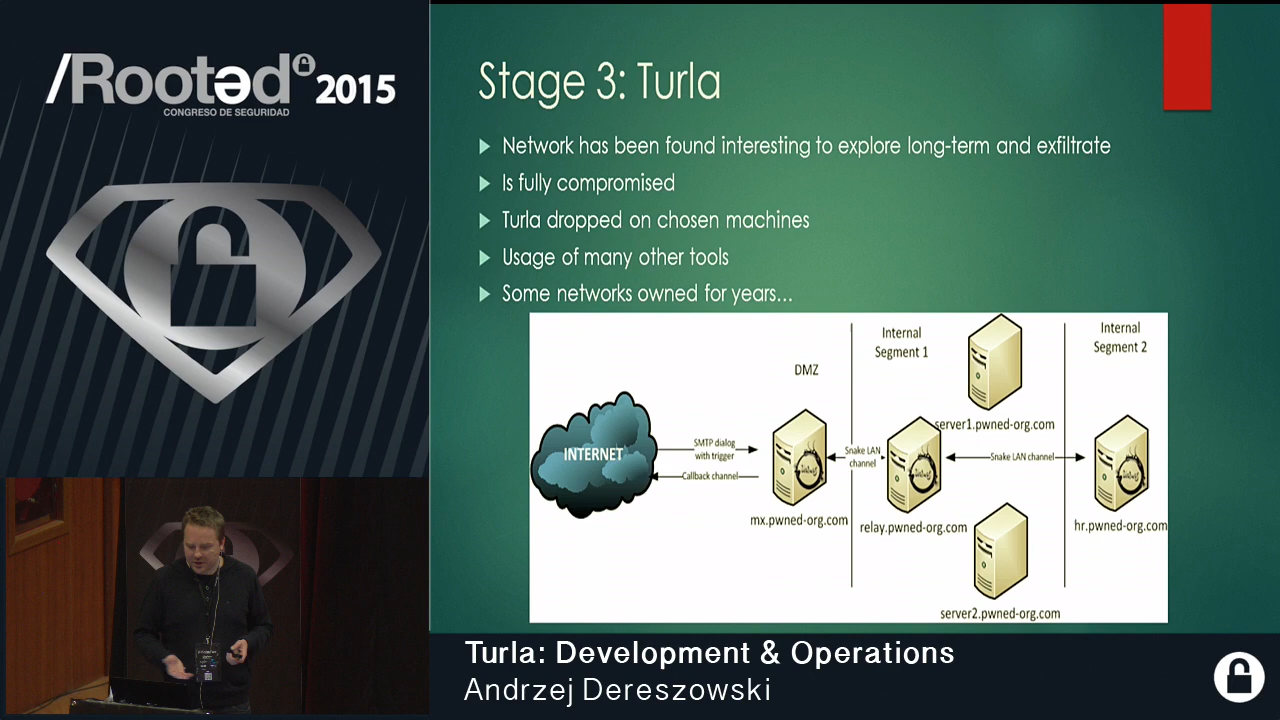 /Rootəd 2015
CONGRESO DE SEGURIDAD
Stage 3: Turla
Network has been found interesting to explore long-term and exfiltrate
Is fully compromised
Turla dropped on chosen machines
Usage of many other tools
Some networks owned for years...
INTERNET
SMTP dialog
with trigger
Callback channel
DMZ
mx.pwned-org.com
Snake LAN
channel
Internal
Segment 1
server1.pwned-org.com
relay.pwned-org.com
Snake LAN channel
server2.pwned-org.com
Internal
Segment 2
hr.pwned-org.com
Turla: Development & Operations
Andrzej Dereszowski